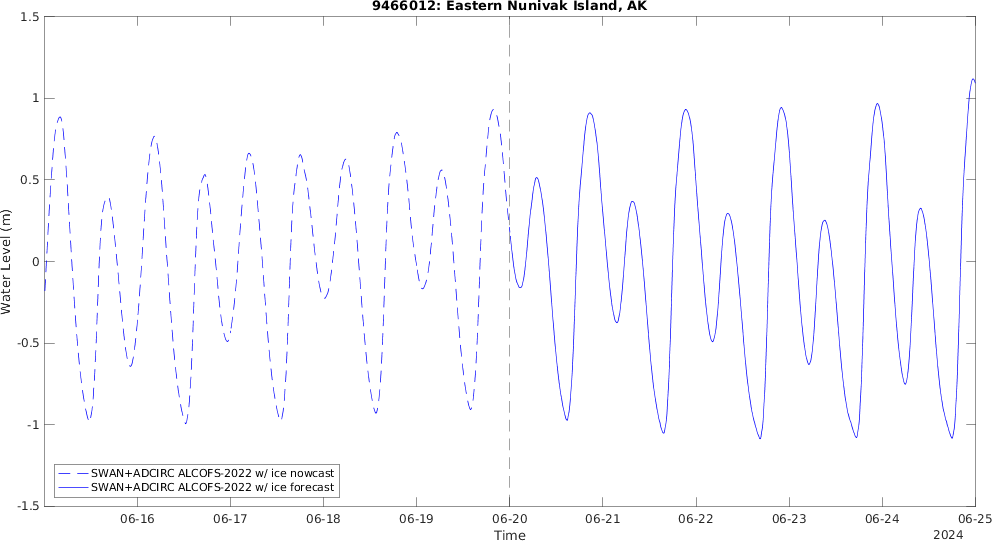 9466012: Eastern Nunivak Island, AK
1.5
1
0.5
0
-0.5
-1
-1.5
Water Level (m)
SWAN+ADCIRC ALCOFS-2022 w/ ice nowcast
SWAN+ADCIRC ALCOFS-2022 w/ ice forecast
06-16 06-17 06-18 06-19 06-20 06-21 06-22 06-23 06-24 06-25
Time
2024